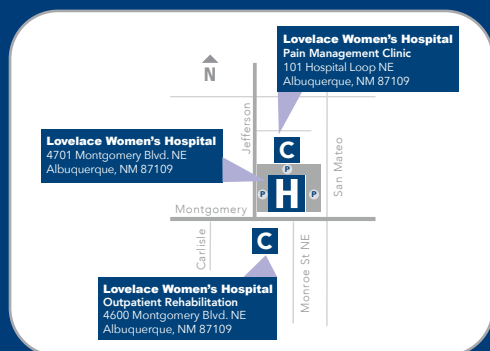 Lovelace Women's Hospital
Pain Management Clinic
101 Hospital Loop NE
Albuquerque, NM 87109
N
Jefferson
San Mateo
C
P
Lovelace Women's Hospital
4701 Montgomery Blvd. NE
Albuquerque, NM 87109
P
H
P
Montgomery
Carlisle
C
Monroe St NE
Lovelace Women's Hospital
Outpatient Rehabilitation
4600 Montgomery Blvd. NE
Albuquerque, NM 87109